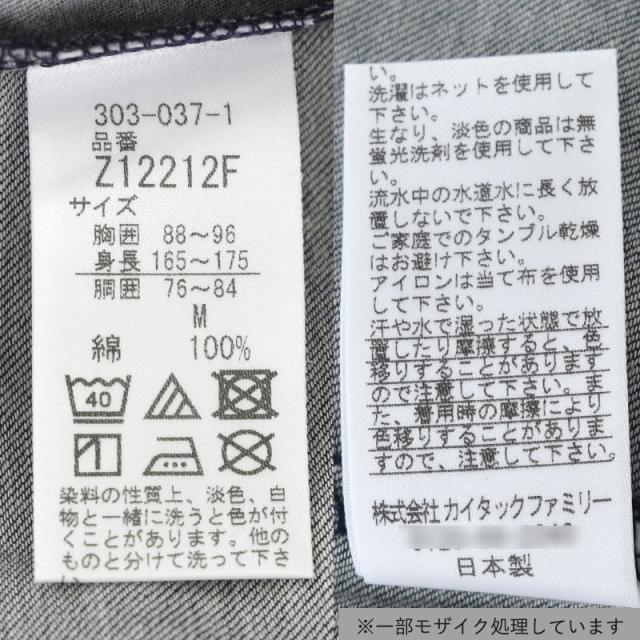 303-037-1
品番
Z12212F
サイズ
胸囲 88～96
身長 165～175
胴囲 76～84
M
綿 100%
40
染料の性質上、淡色、白
物と一緒に洗うと色が付
くことがあります。他の
ものと分けて洗って下さ
い。
洗濯はネットを使用して
下さい。
生なり、淡色の商品は無
蛍光洗剤を使用して下さ
い。
流水中の水道水に長く放
置しないで下さい。
ご家庭でのタンブル乾燥
はお避け下さい。
アイロンは当て布を使用
して下さい。
汗や水で湿った状態で放
置したり摩擦すると、色
移りすることがあります
ので注意して下さい。ま
た、着用時の摩擦により
色移りすることがありま
すので、注意して下さい。
株式会社カイタックファミリー
日本製
※一部モザイク処理しています